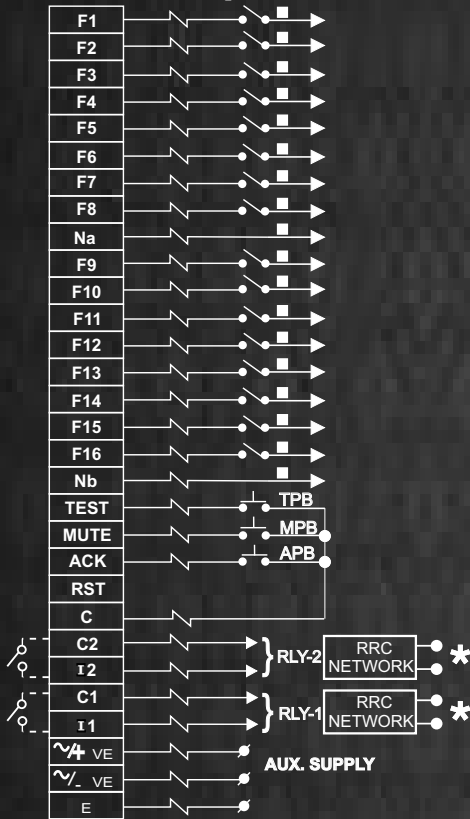 F1
F2
F3
F4
F5
F6
F7
F8
Na
F9
F10
F11
F12
F13
F14
F15
F16
Nb
TEST TPB
MUTE MPB
ACK APB
RST
C
C2
I2
RLY-2 RRC NETWORK *
C1
I1
RLY-1 RRC NETWORK *
~/+ VE
AUX. SUPPLY
~/- VE
E